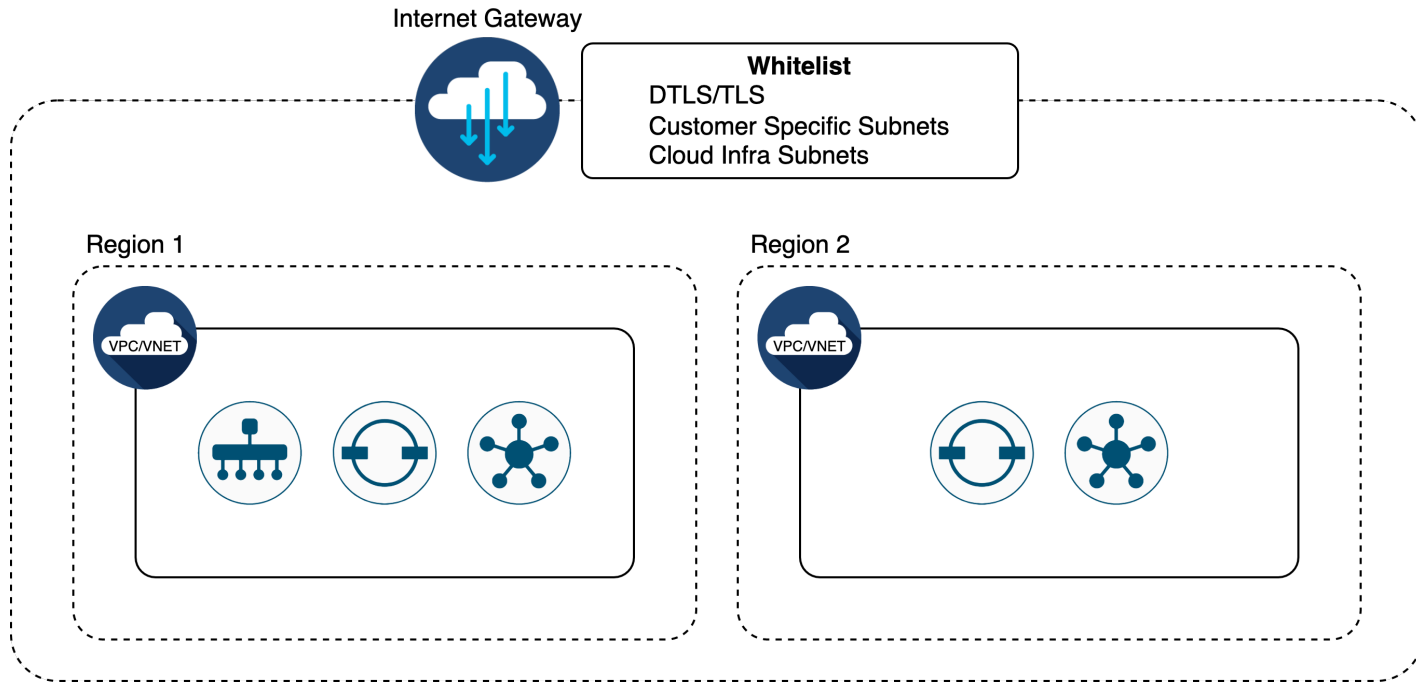 Internet Gateway
Whitelist
DTLS/TLS
Customer Specific Subnets
Cloud Infra Subnets
Region 1
Region 2
VPC/VNET
VPC/VNET